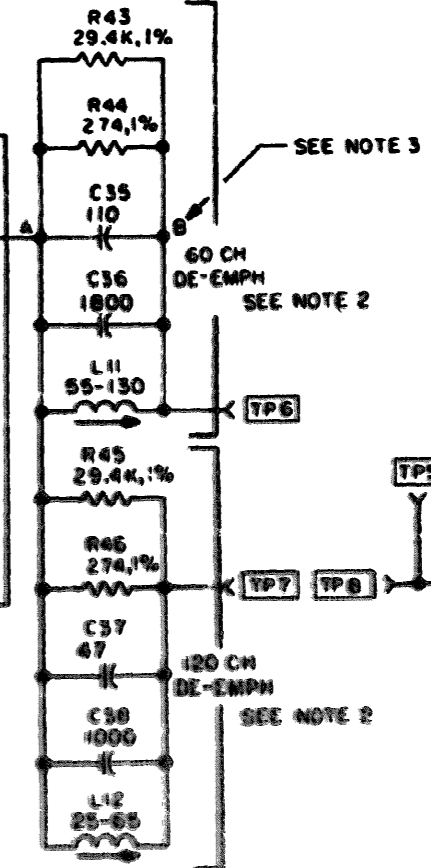 R43
29.4K,1%
R44
274,1%
SEE NOTE 3
C35
110
A
B
60 CH
DE-EMPH
C36
1800
SEE NOTE 2
L11
55-130
TP6
R45
29.4K,1%
R46
274,1%
TP7
TP8
C37
47
120 CH
DE-EMPH
C38
1000
SEE NOTE 2
L12
25-65